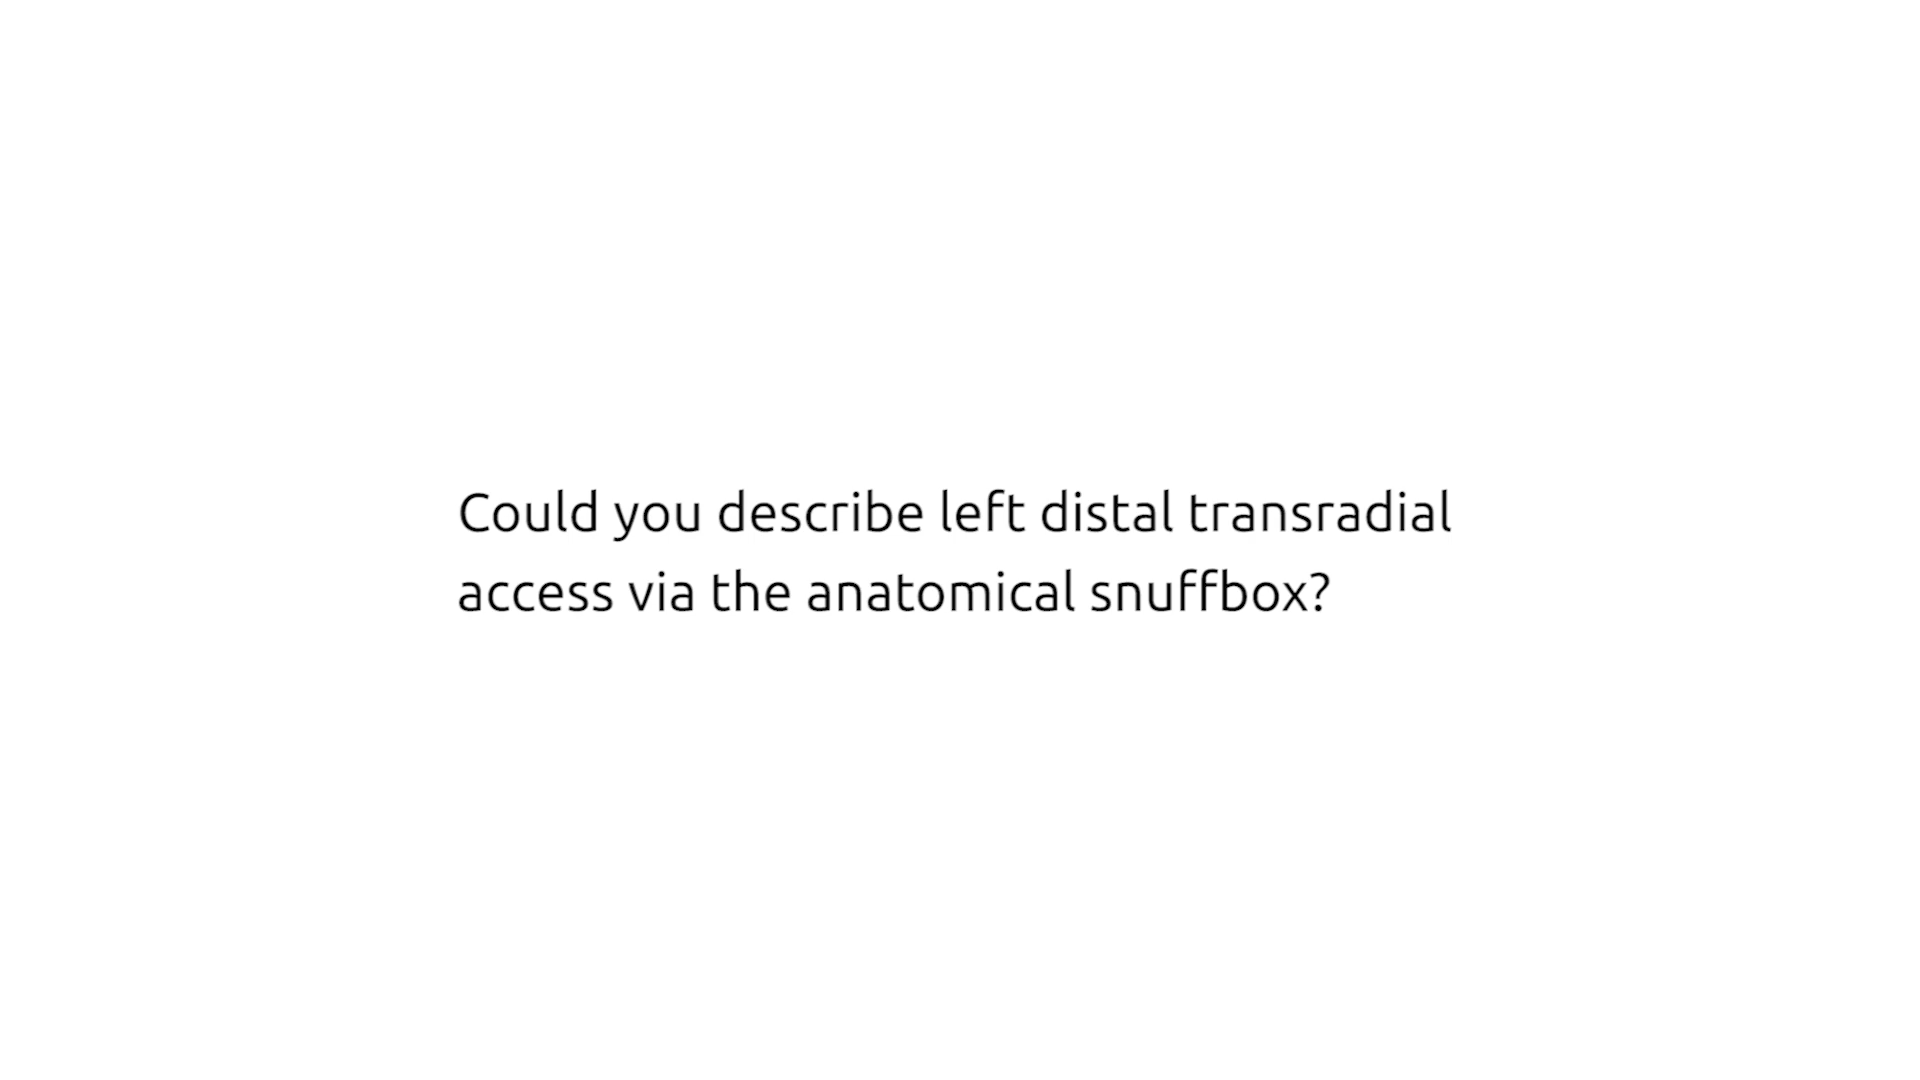 Could you describe left distal transradial
access via the anatomical snuffbox?